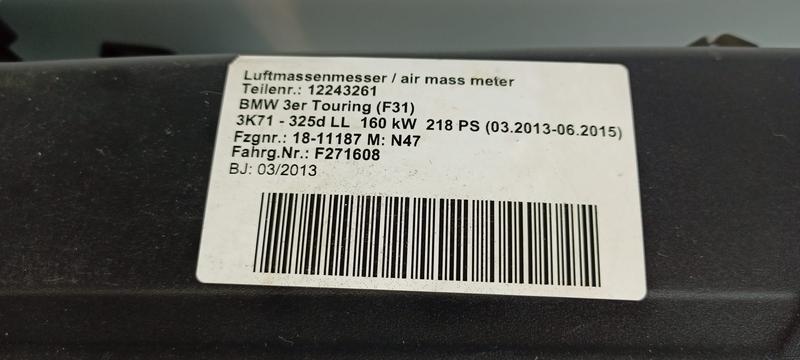 Luftmassenmesser / air mass meter
Teilenr.: 12243261
BMW 3er Touring (F31)
3K71 - 325d LL 160 kW 218 PS (03.2013-06.2015)
Fzgnr.: 18-11187 M: N47
Fahrg.Nr.: F271608
BJ: 03/2013